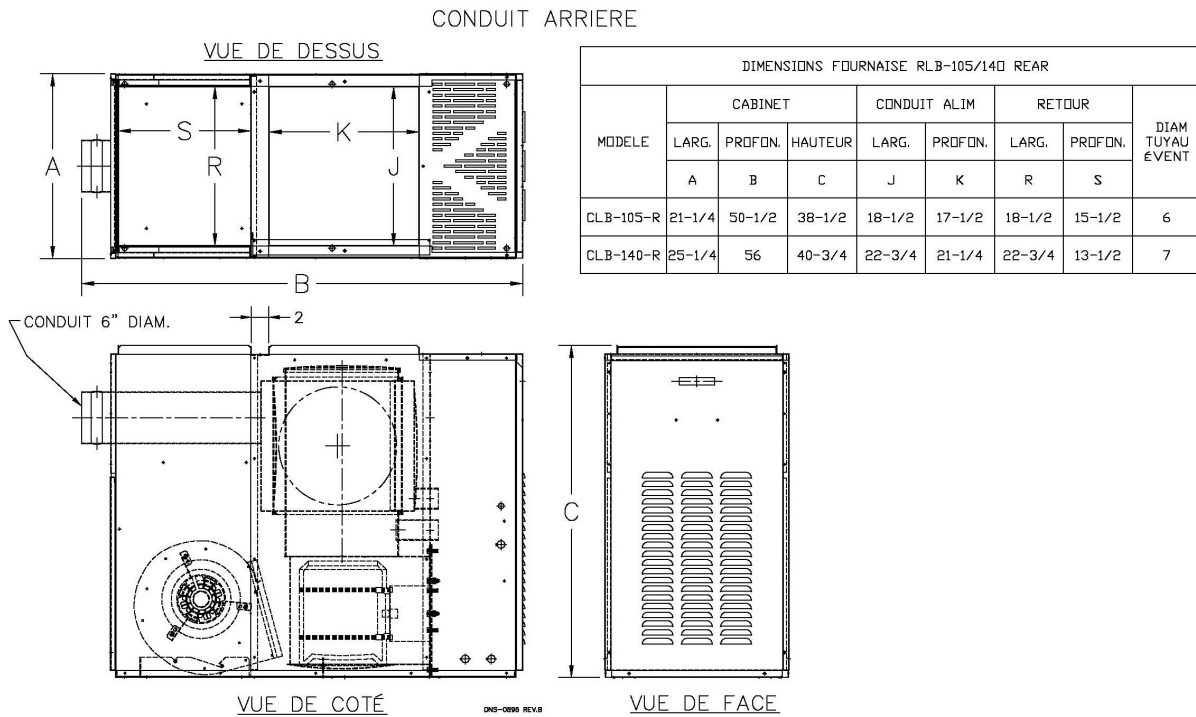 CONDUIT ARRIERE
VUE DE DESSUS
A
S
R
K
J
B
DIMENSIONS FOURNAISE RLB-105/140 REAR
MODELE CABINET CONDUIT ALIM RETOUR DIAM TUYAU ÉVENT
LARG. PROFON. HAUTEUR LARG. PROFON. LARG. PROFON.
A B C J K R S
CLB-105-R 21-1/4 50-1/2 38-1/2 18-1/2 17-1/2 18-1/2 15-1/2 6
CLB-140-R 25-1/4 56 40-3/4 22-3/4 21-1/4 22-3/4 13-1/2 7
CONDUIT 6" DIAM.
2
C
VUE DE COTÉ
DNS-0898 REV.B
VUE DE FACE